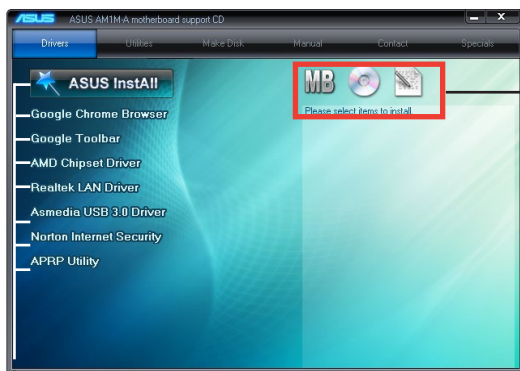 ASUS ASUS AM1M-A motherboard support CD
Drivers Utilities Make Disk Manual Contact Specials
ASUS InstAll
MB
Please select items to install.
Google Chrome Browser
Google Toolbar
AMD Chipset Driver
Realtek LAN Driver
Asmedia USB 3.0 Driver
Norton Internet Security
APRP Utility